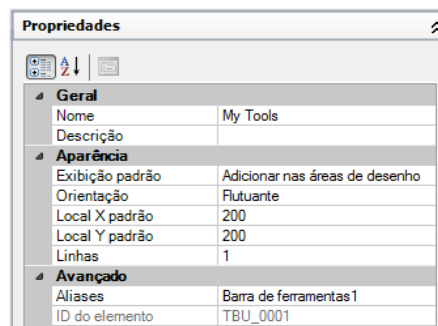 Propriedades
Geral
Nome My Tools
Descrição
Aparência
Exibição padrão Adicionar nas áreas de desenho
Orientação Flutuante
Local X padrão 200
Local Y padrão 200
Linhas 1
Avançado
Aliases Barra de ferramentas1
ID do elemento TBU_0001